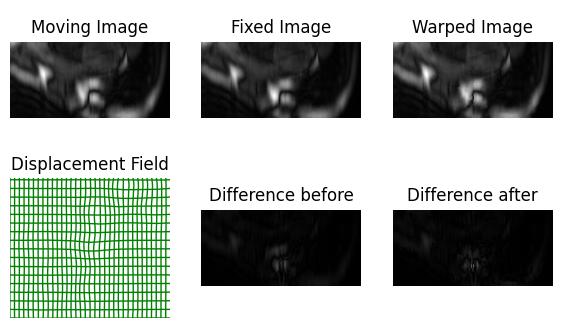 Moving Image
Fixed Image
Warped Image
Displacement Field
Difference before
Difference after